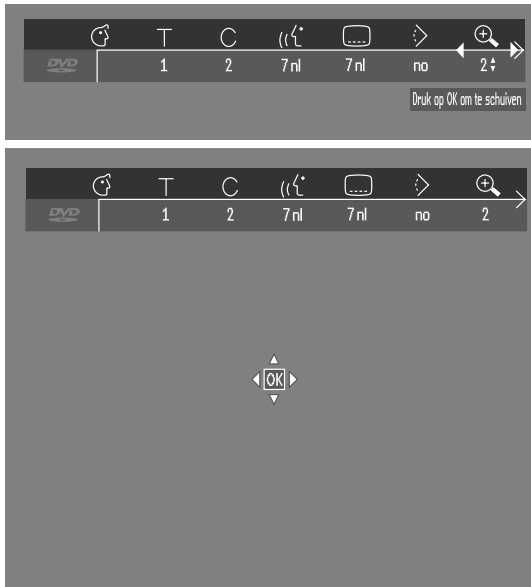 T C
DVD 1 2 7 nl 7 nl no 2
Druk op OK om te schuiven
T C
DVD 1 2 7 nl 7 nl no 2
OK